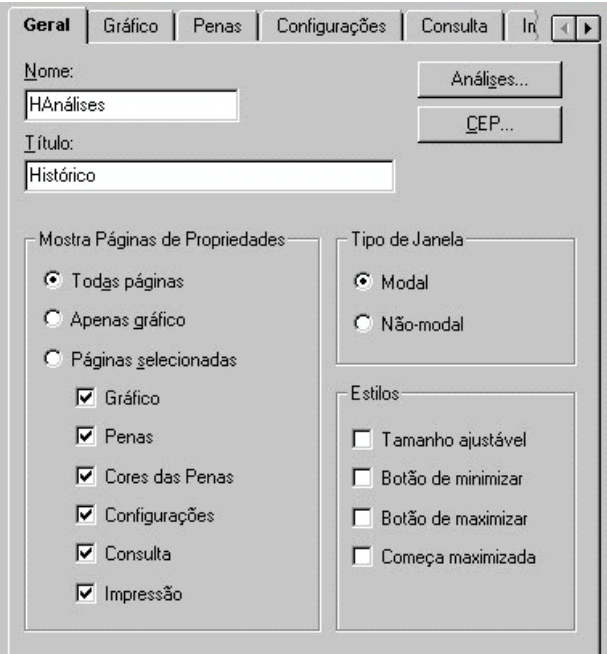 Geral Gráfico Penas Configurações Consulta In
Nome:
HAnálises
Análises...
CEP...
Título:
Histórico
Mostra Páginas de Propriedades
Todas páginas
Apenas gráfico
Páginas selecionadas
Gráfico
Penas
Cores das Penas
Configurações
Consulta
Impressão
Tipo de Janela
Modal
Não-modal
Estilos
Tamanho ajustável
Botão de minimizar
Botão de maximizar
Começa maximizada